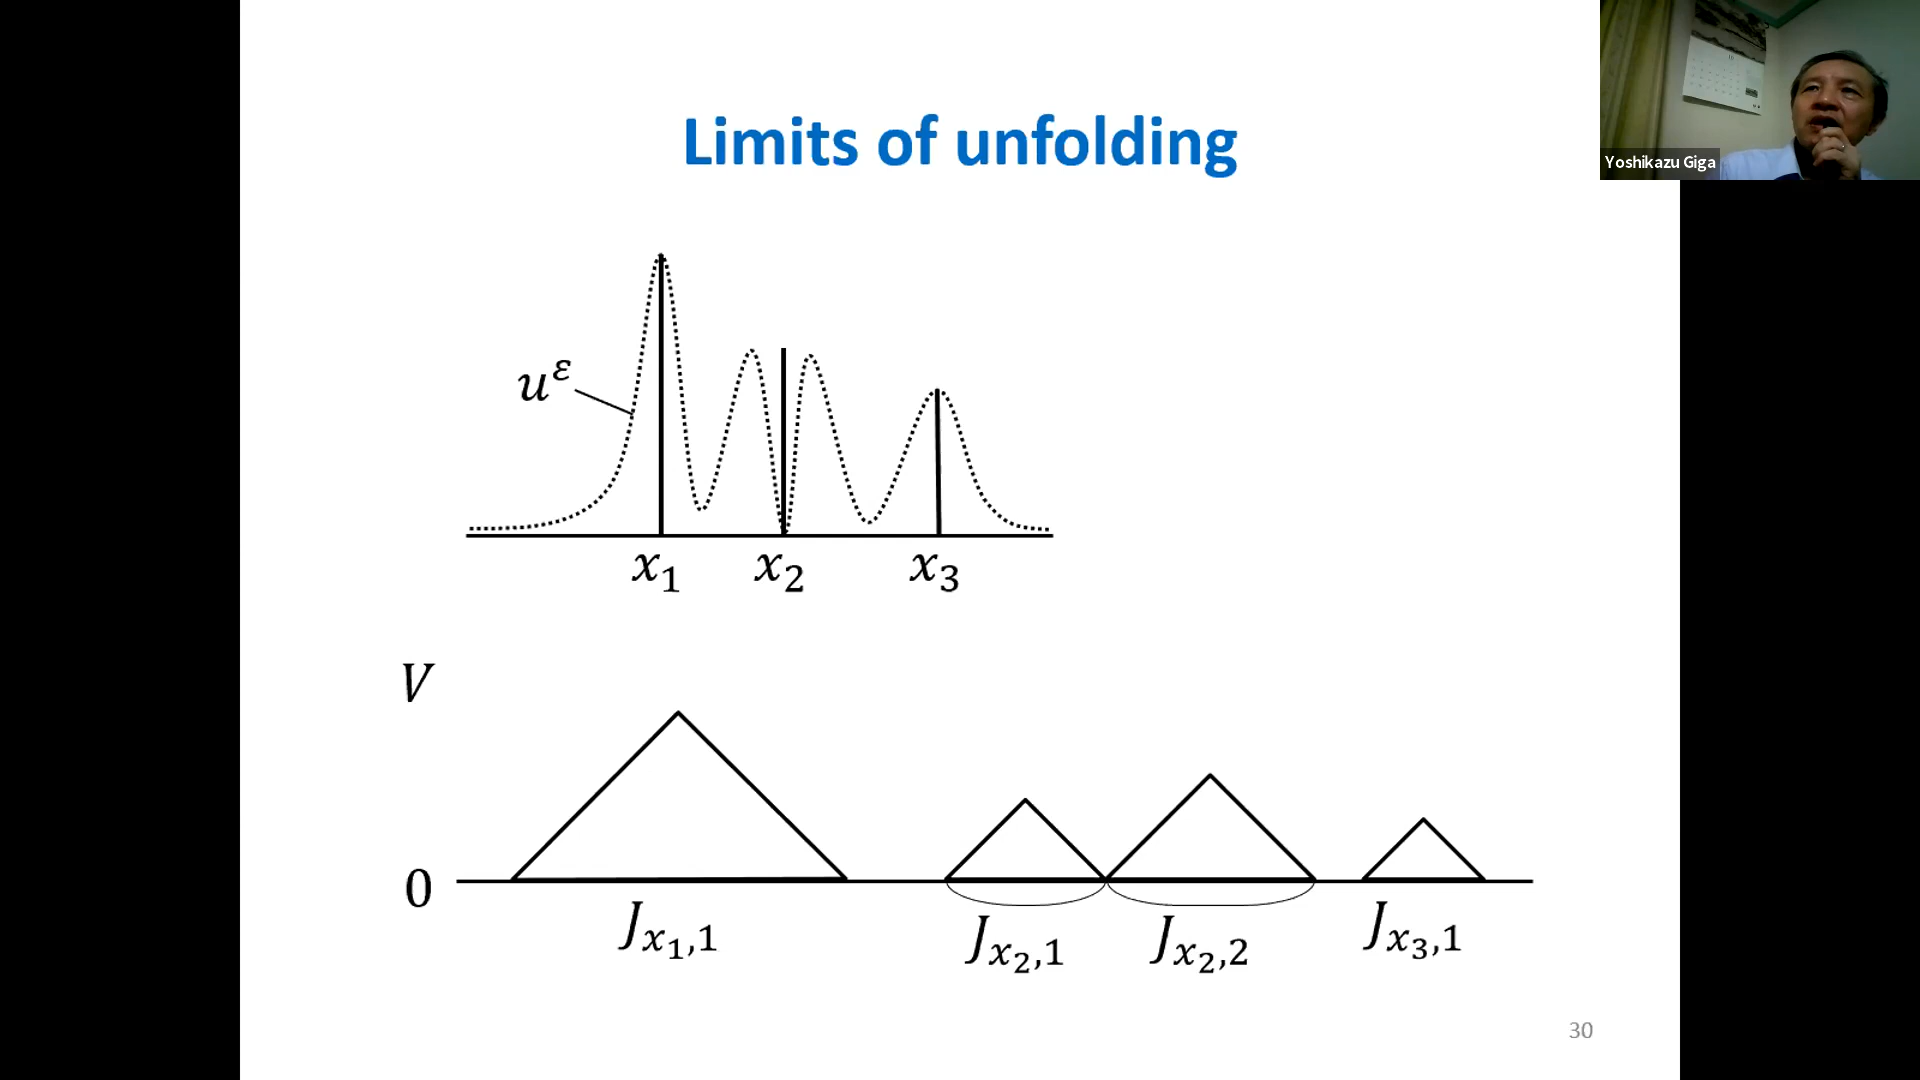 Limits of unfolding
Yoshikazu Giga
u^ε
x₁ x₂ x₃
V
0
J_{x₁,1} J_{x₂,1} J_{x₂,2} J_{x₃,1}
30